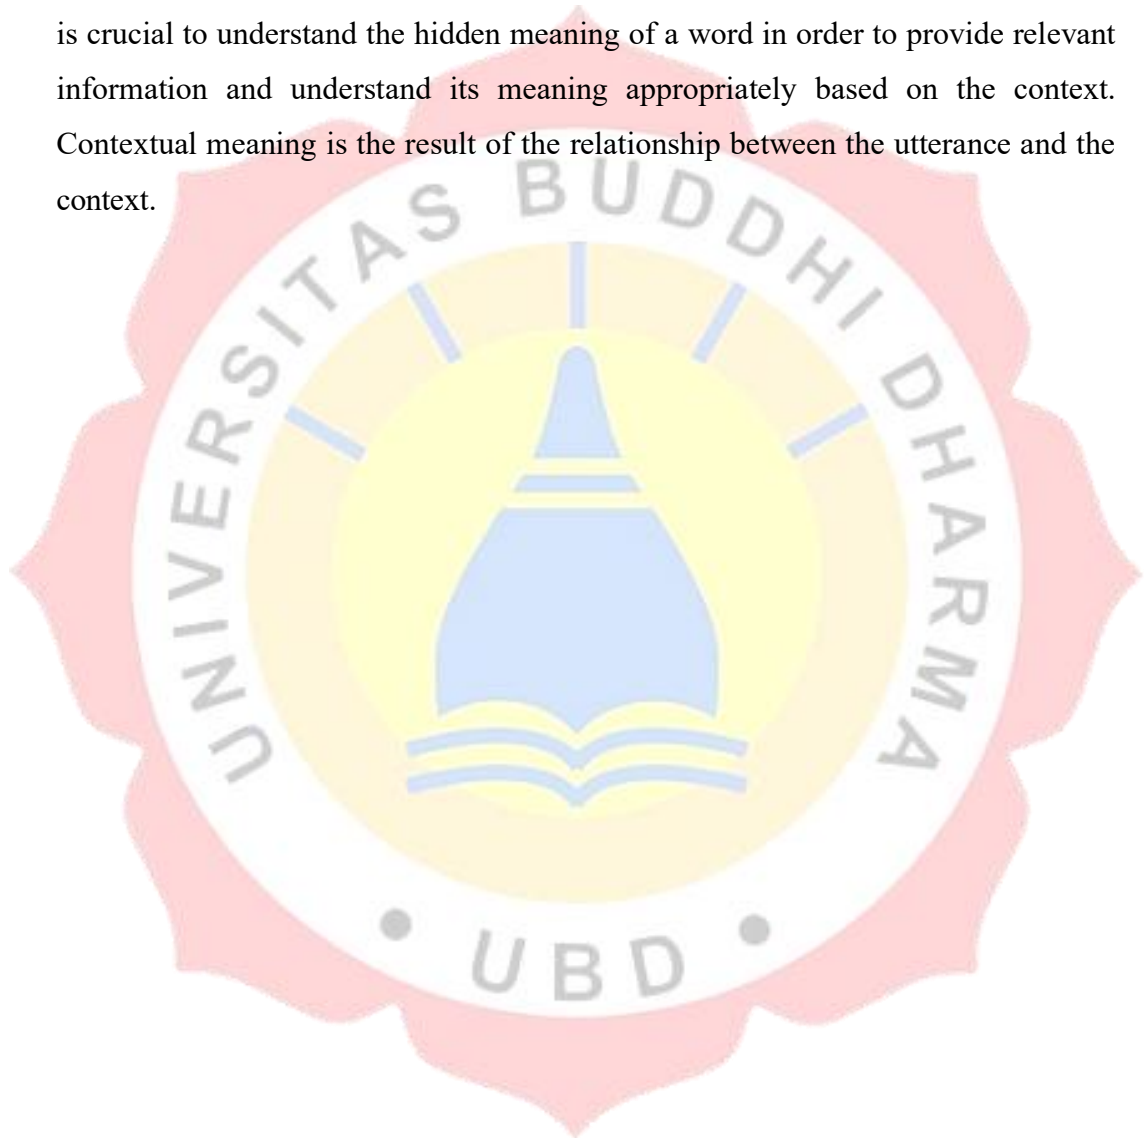 is crucial to understand the hidden meaning of a word in order to provide relevant
information and understand its meaning appropriately based on the context.
Contextual meaning is the result of the relationship between the utterance and the
context.
UNIVERSITAS BUDDHI DHARMA
• UBD •